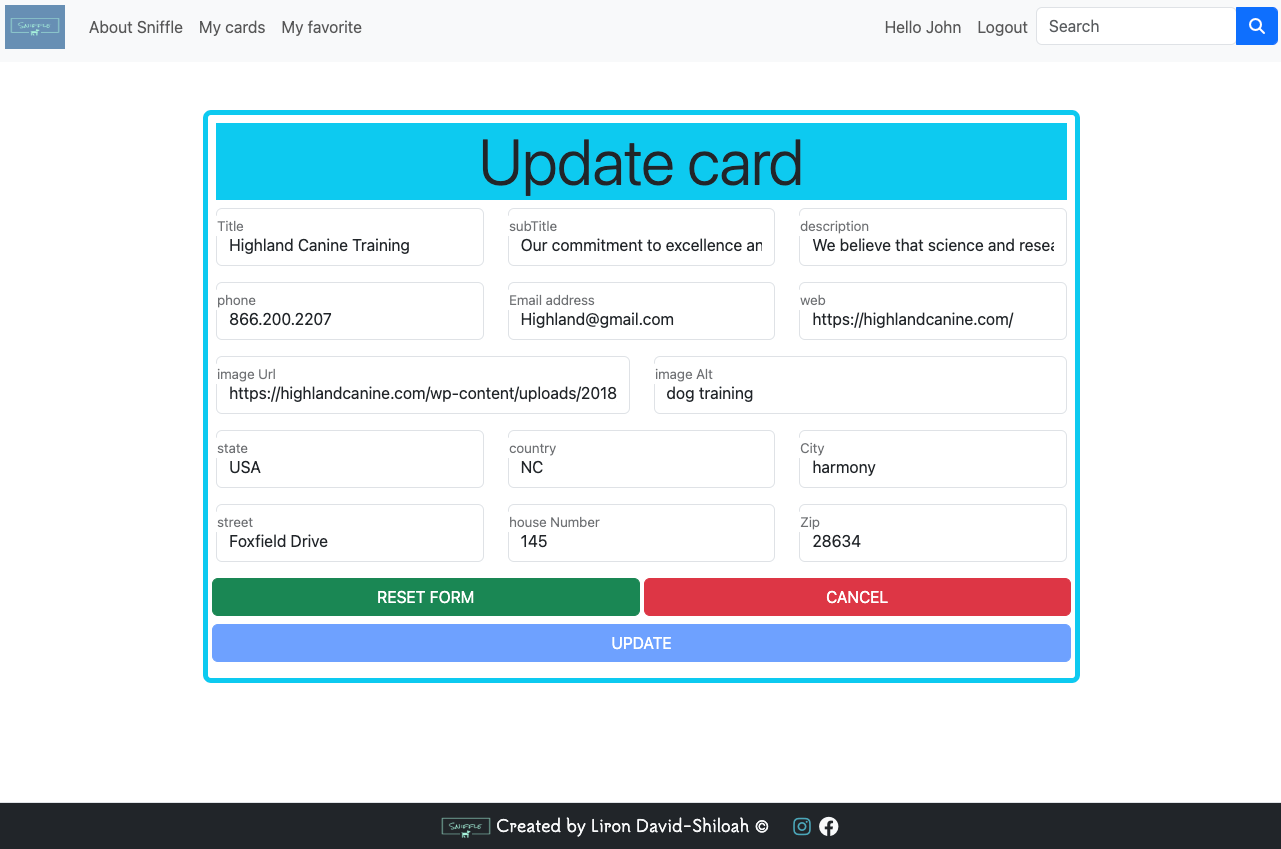 SNIFFLE About Sniffle My cards My favorite Hello John Logout Search
Update card
Title subTitle description
Highland Canine Training Our commitment to excellence an We believe that science and resea
phone Email address web
866.200.2207 Highland@gmail.com https://highlandcanine.com/
image Url image Alt
https://highlandcanine.com/wp-content/uploads/2018 dog training
state country City
USA NC harmony
street house Number Zip
Foxfield Drive 145 28634
RESET FORM CANCEL
UPDATE
SNIFFLE Created by Liron David-Shiloah ©